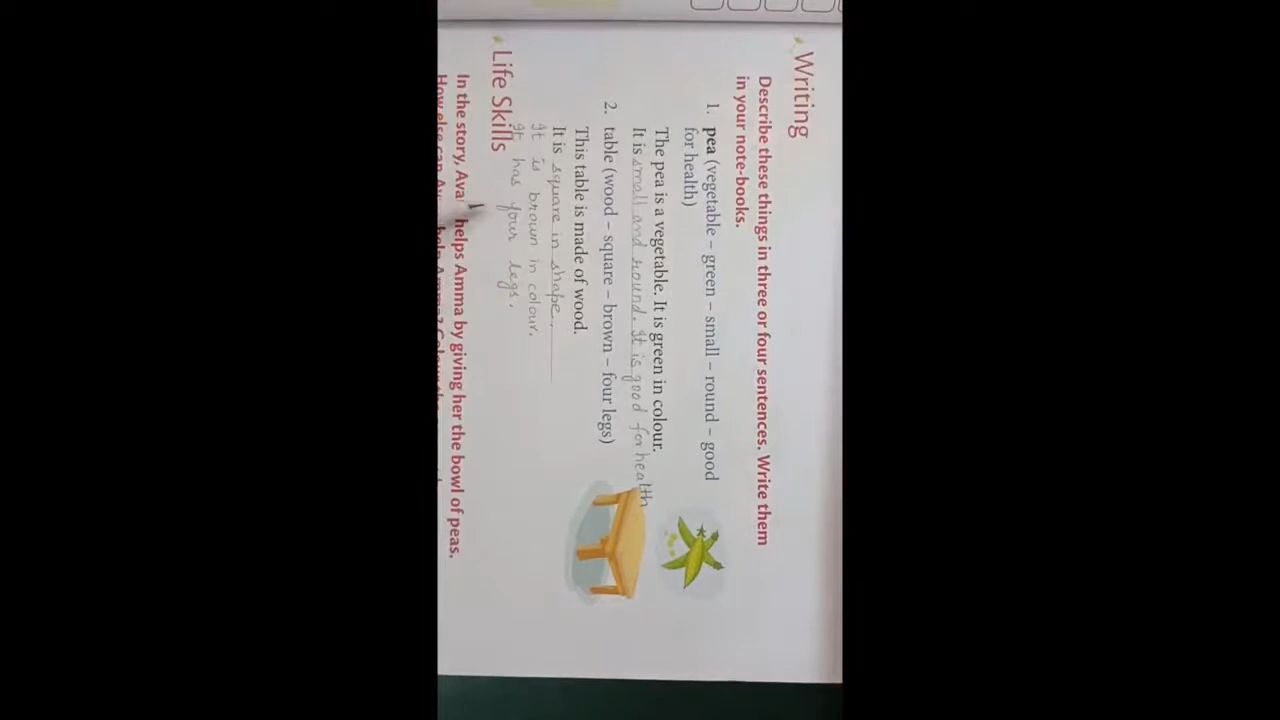 Writing
Describe these things in three or four sentences. Write them
in your note-books.
1. pea (vegetable – green – small – round – good
for health)
The pea is a vegetable. It is green in colour.
It is small and round. It is good for health
2. table (wood – square – brown – four legs)
This table is made of wood.
It is square in shape.
It is brown in colour.
It has four legs.
Life Skills
In the story, Ava helps Amma by giving her the bowl of peas.
How else can